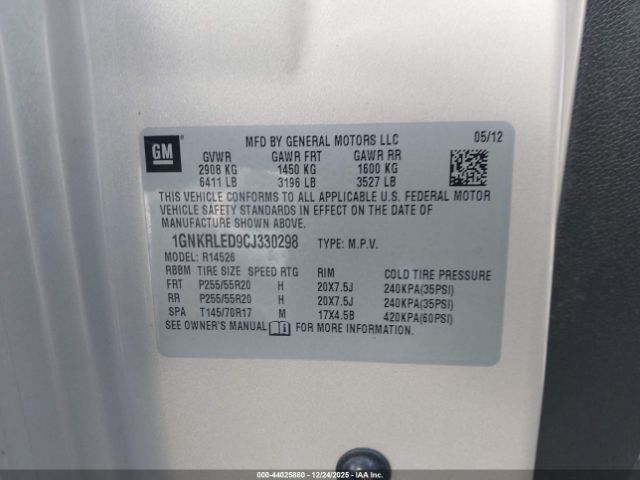 GM
MFD BY GENERAL MOTORS LLC 05/12
GVWR GAWR FRT GAWR RR
2908 KG 1450 KG 1600 KG
6411 LB 3196 LB 3527 LB
THIS VEHICLE CONFORMS TO ALL APPLICABLE U.S. FEDERAL MOTOR
VEHICLE SAFETY STANDARDS IN EFFECT ON THE DATE OF
MANUFACTURE SHOWN ABOVE.
1GNKRLED9CJ330298 TYPE: M.P.V.
MODEL: R14526
RBBM TIRE SIZE SPEED RTG RIM COLD TIRE PRESSURE
FRT P255/55R20 H 20X7.5J 240KPA(35PSI)
RR P255/55R20 H 20X7.5J 240KPA(35PSI)
SPA T145/70R17 M 17X4.5B 420KPA(60PSI)
SEE OWNER'S MANUAL FOR MORE INFORMATION.
000-44025880 - 12/24/2025 - IAA Inc.